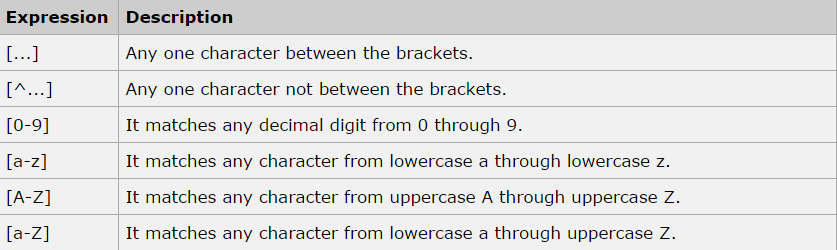 Expression Description
[...] Any one character between the brackets.
[^...] Any one character not between the brackets.
[0-9] It matches any decimal digit from 0 through 9.
[a-z] It matches any character from lowercase a through lowercase z.
[A-Z] It matches any character from uppercase A through uppercase Z.
[a-Z] It matches any character from lowercase a through uppercase Z.